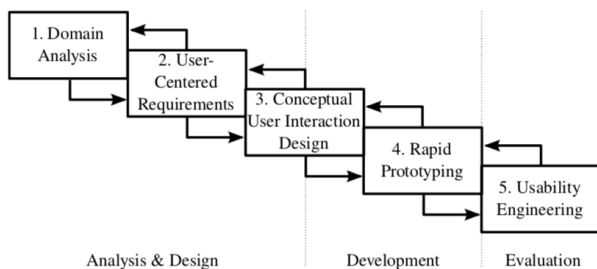 1. Domain
Analysis
2. User-
Centered
Requirements
3. Conceptual
User Interaction
Design
4. Rapid
Prototyping
5. Usability
Engineering
Analysis & Design
Development
Evaluation